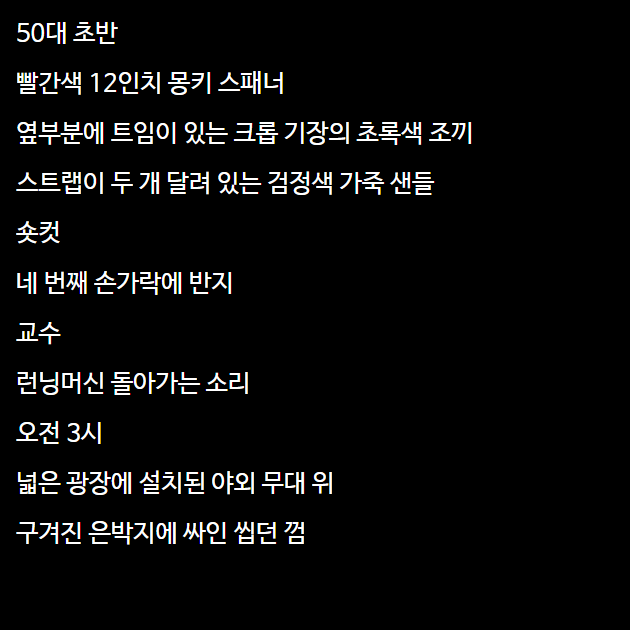 50대 초반
빨간색 12인치 몽키 스패너
옆부분에 트임이 있는 크롭 기장의 초록색 조끼
스트랩이 두 개 달려 있는 검정색 가죽 샌들
숏컷
네 번째 손가락에 반지
교수
런닝머신 돌아가는 소리
오전 3시
넓은 광장에 설치된 야외 무대 위
구겨진 은박지에 싸인 씹던 껌